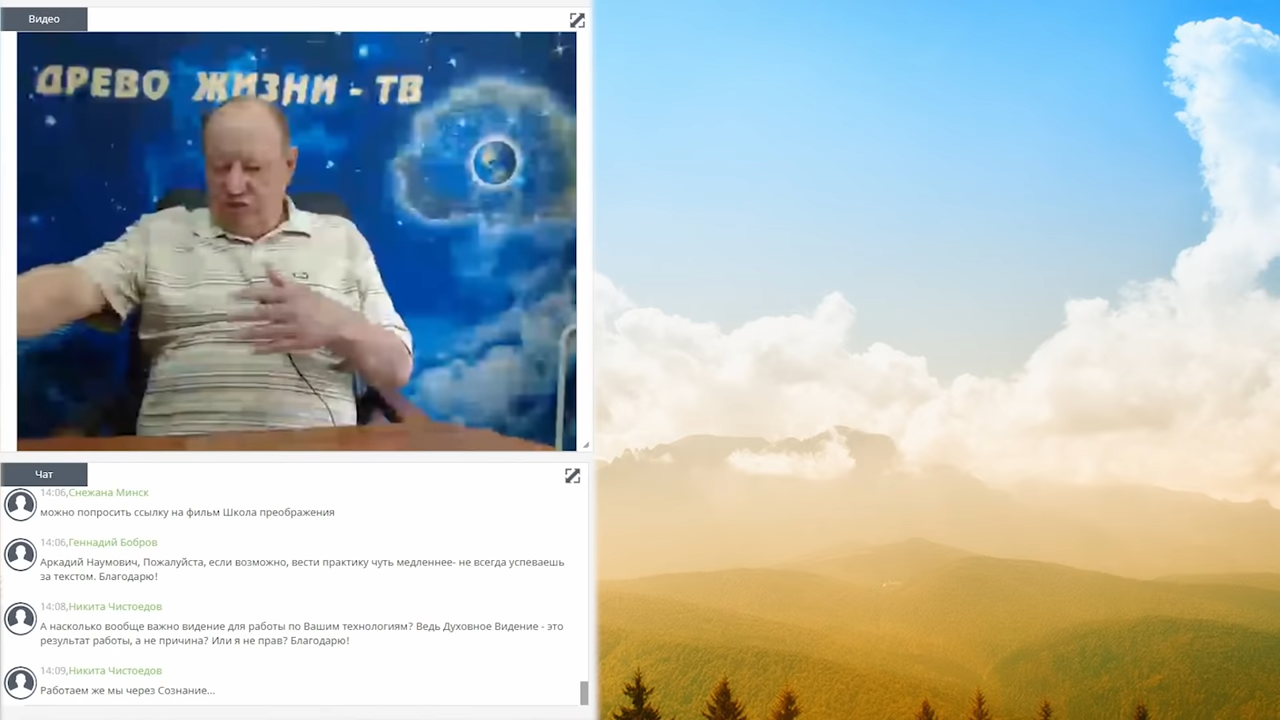 Видео
ДРЕВО ЖИЗНИ - ТВ
Чат
14:06,Снежана Минск
можно попросить ссылку на фильм Школа преображения
14:06,Геннадий Бобров
Аркадий Наумович, Пожалуйста, если возможно, вести практику чуть медленнее- не всегда успеваешь
за текстом. Благодарю!
14:08,Никита Чистоедов
А насколько вообще важно видение для работы по Вашим технологиям? Ведь Духовное Видение - это
результат работы, а не причина? Или я не прав? Благодарю!
14:09,Никита Чистоедов
Работаем же мы через Сознание...